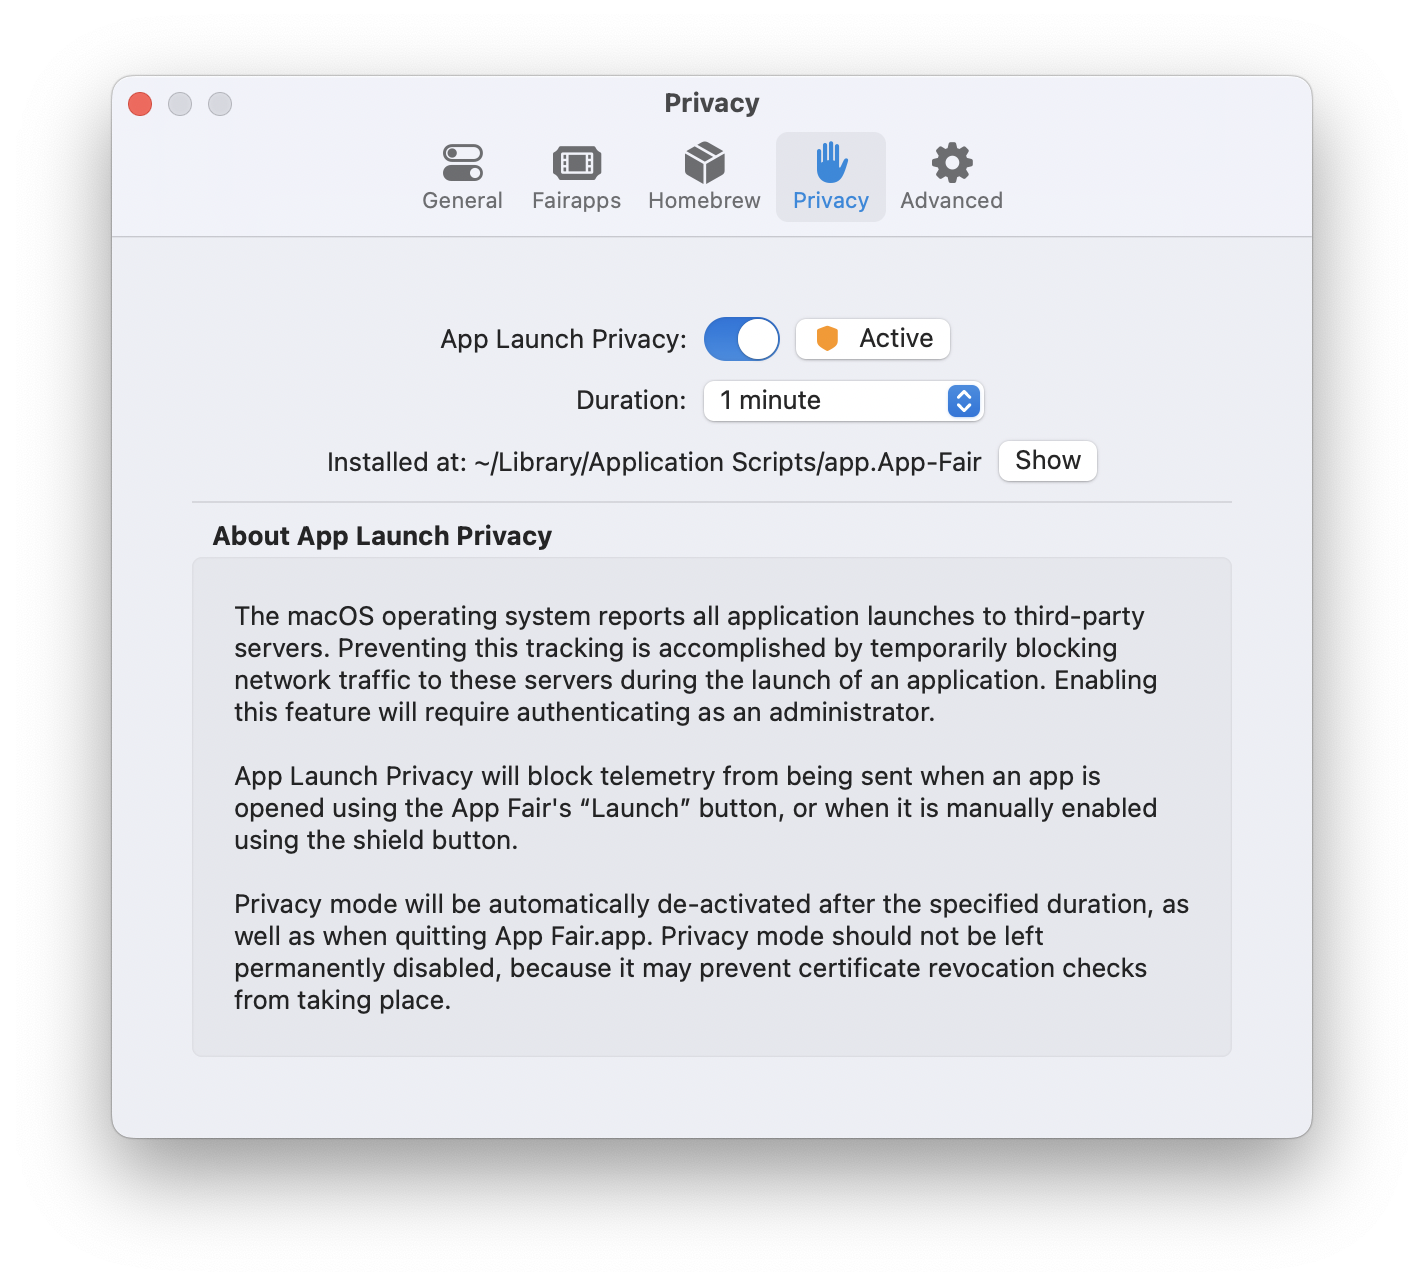 Privacy
General
Fairapps
Homebrew
Privacy
Advanced
App Launch Privacy:
Active
Duration:
1 minute
Installed at: ~/Library/Application Scripts/app.App-Fair
Show
About App Launch Privacy
The macOS operating system reports all application launches to third-party
servers. Preventing this tracking is accomplished by temporarily blocking
network traffic to these servers during the launch of an application. Enabling
this feature will require authenticating as an administrator.
App Launch Privacy will block telemetry from being sent when an app is
opened using the App Fair's “Launch” button, or when it is manually enabled
using the shield button.
Privacy mode will be automatically de-activated after the specified duration, as
well as when quitting App Fair.app. Privacy mode should not be left
permanently disabled, because it may prevent certificate revocation checks
from taking place.